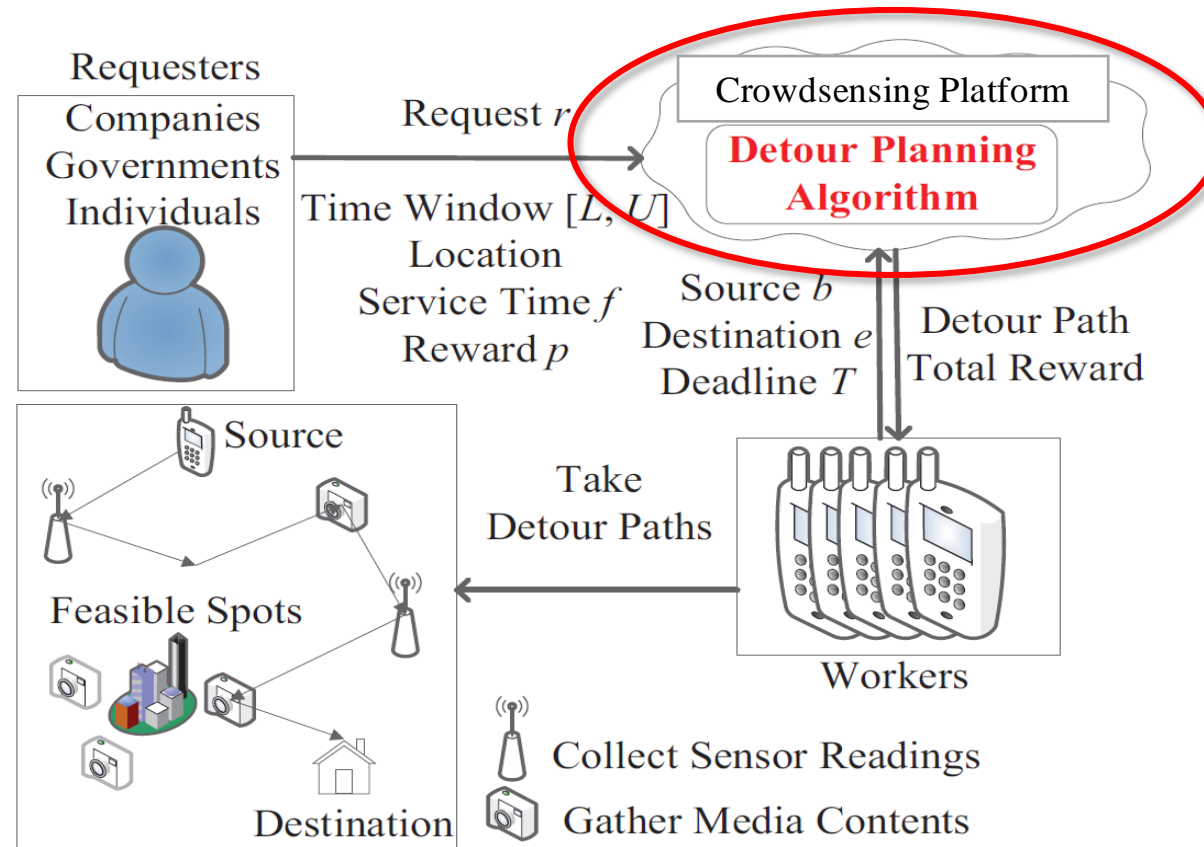 Requesters
Companies
Governments
Individuals
Request r
Time Window [L, U]
Location
Service Time f
Reward p
Crowdsensing Platform
Detour Planning
Algorithm
Source b
Destination e
Deadline T
Detour Path
Total Reward
Source
Feasible Spots
Destination
Take
Detour Paths
Workers
Collect Sensor Readings
Gather Media Contents